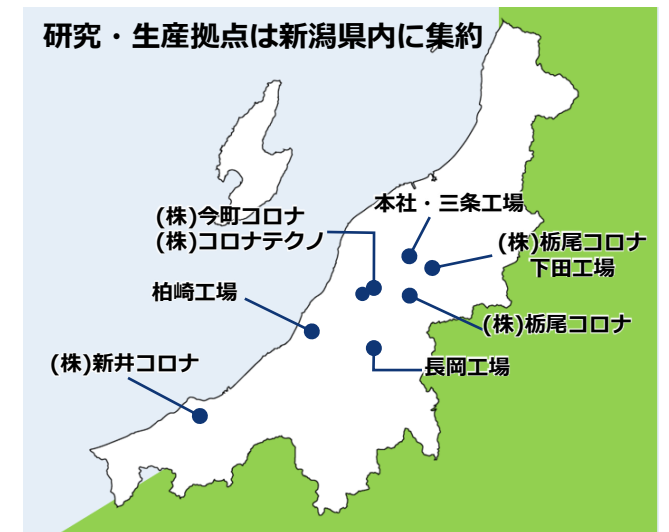 研究・生産拠点は新潟県内に集約
本社・三条工場
(株)今町コロナ
(株)コロナテクノ
(株)栃尾コロナ
下田工場
柏崎工場
(株)栃尾コロナ
(株)新井コロナ
長岡工場